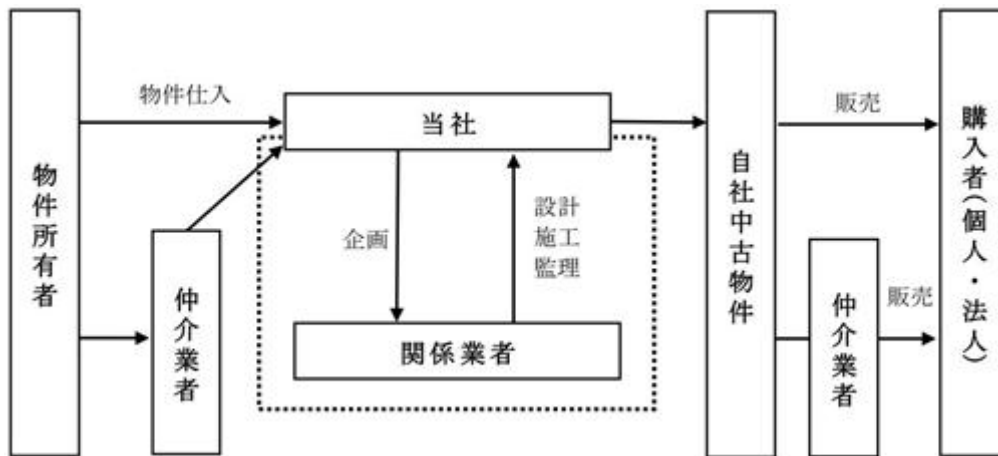 物件所有者
物件仕入
仲介業者
当社
企画
設計
施工
監理
関係業者
自社中古物件
販売
仲介業者
販売
購入者(個人・法人)